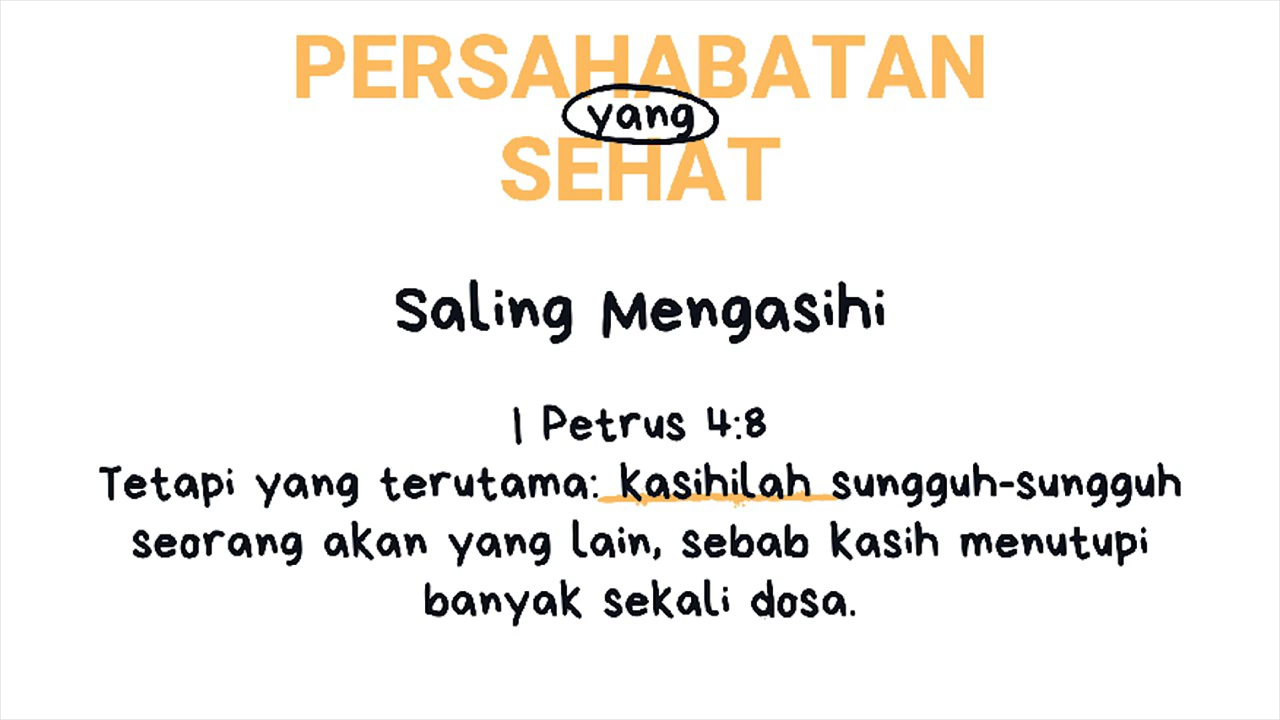 PERSAHABATAN
yang
SEHAT
Saling Mengasihi
1 Petrus 4:8
Tetapi yang terutama: kasihilah sungguh-sungguh
seorang akan yang lain, sebab kasih menutupi
banyak sekali dosa.